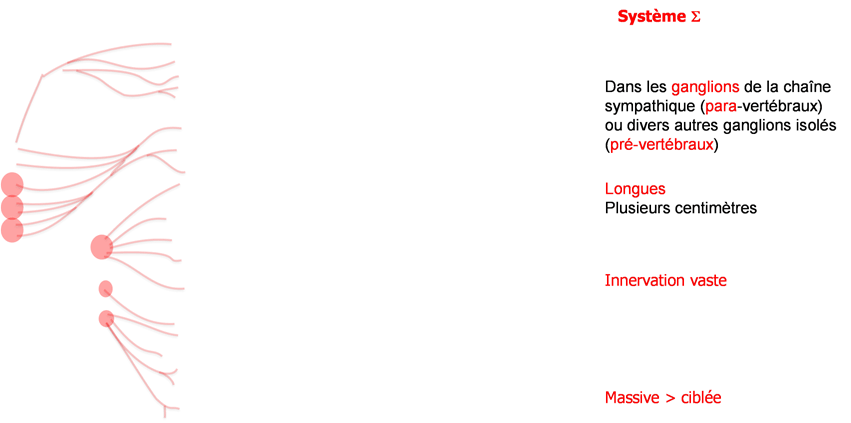 Système Σ
Dans les ganglions de la chaîne
sympathique (para-vertébraux)
ou divers autres ganglions isolés
(pré-vertébraux)
Longues
Plusieurs centimètres
Innervation vaste
Massive > ciblée